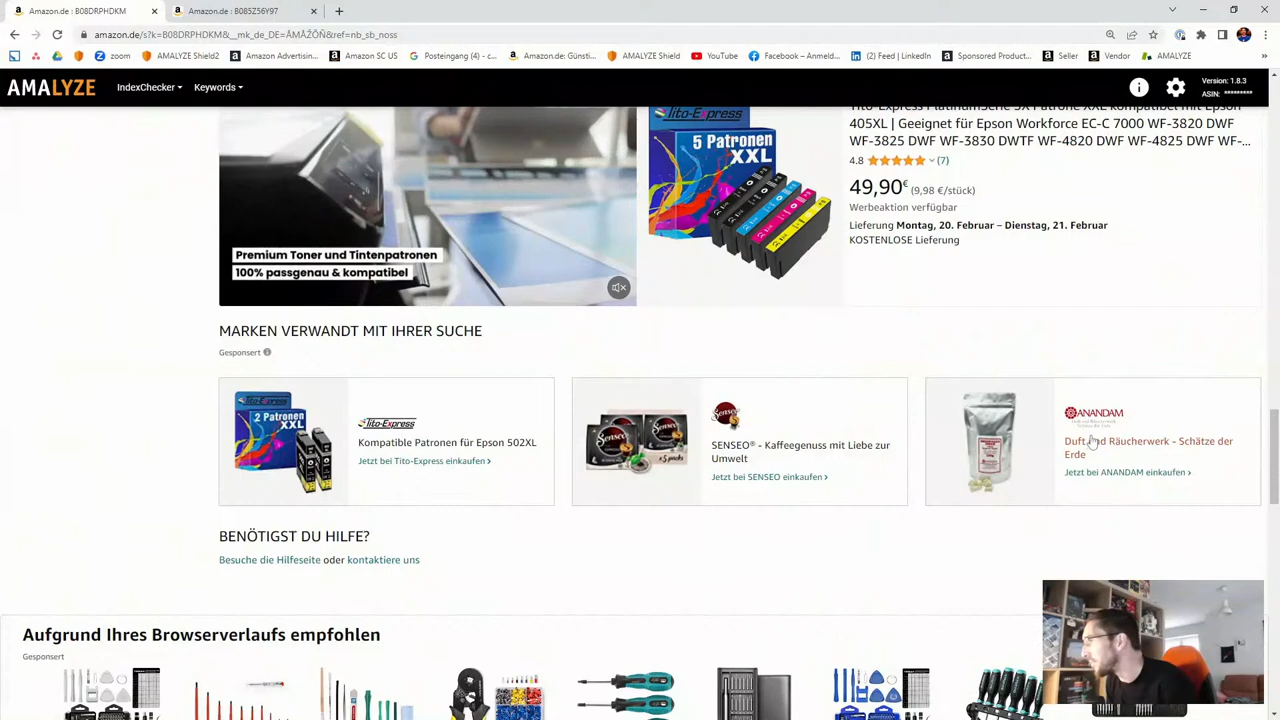 Amazon.de : B08DRPHDKM
Amazon.de : B085Z56Y97
amazon.de/s?k=B08DRPHDKM&__mk_de_DE=ÅMÅŽÕÑ&ref=nb_sb_noss
zoom
AMALYZE Shield2
Amazon Advertisin...
Amazon SC US
Posteingang (4) - c...
Amazon.de: Günsti...
AMALYZE Shield
YouTube
Facebook – Anmeld...
(2) Feed | LinkedIn
Sponsored Product...
Seller
Vendor
AMALYZE
AMALYZE
IndexChecker
Keywords
Version: 1.8.3
ASIN: *********
Tito-Express PlatinumSerie 5X Patrone XXL kompatibel mit Epson
405XL | Geeignet für Epson Workforce EC-C 7000 WF-3820 DWF
WF-3825 DWF WF-3830 DWTF WF-4820 DWF WF-4825 DWF WF-...
4.8 (7)
49,90€ (9,98 €/stück)
Werbeaktion verfügbar
Lieferung Montag, 20. Februar – Dienstag, 21. Februar
KOSTENLOSE Lieferung
Tito-Express
5 Patronen
XXL
Premium Toner und Tintenpatronen
100% passgenau & kompatibel
MARKEN VERWANDT MIT IHRER SUCHE
Gesponsert
Tito-Express
2 Patronen
XXL
Tito-Express
Kompatible Patronen für Epson 502XL
Jetzt bei Tito-Express einkaufen
Senseo
x5 packs
SENSEO® - Kaffeegenuss mit Liebe zur
Umwelt
Jetzt bei SENSEO einkaufen
ANANDAM
Duft und Räucherwerk - Schätze der
Erde
Jetzt bei ANANDAM einkaufen
BENÖTIGST DU HILFE?
Besuche die Hilfeseite oder kontaktiere uns
Aufgrund Ihres Browserverlaufs empfohlen
Gesponsert